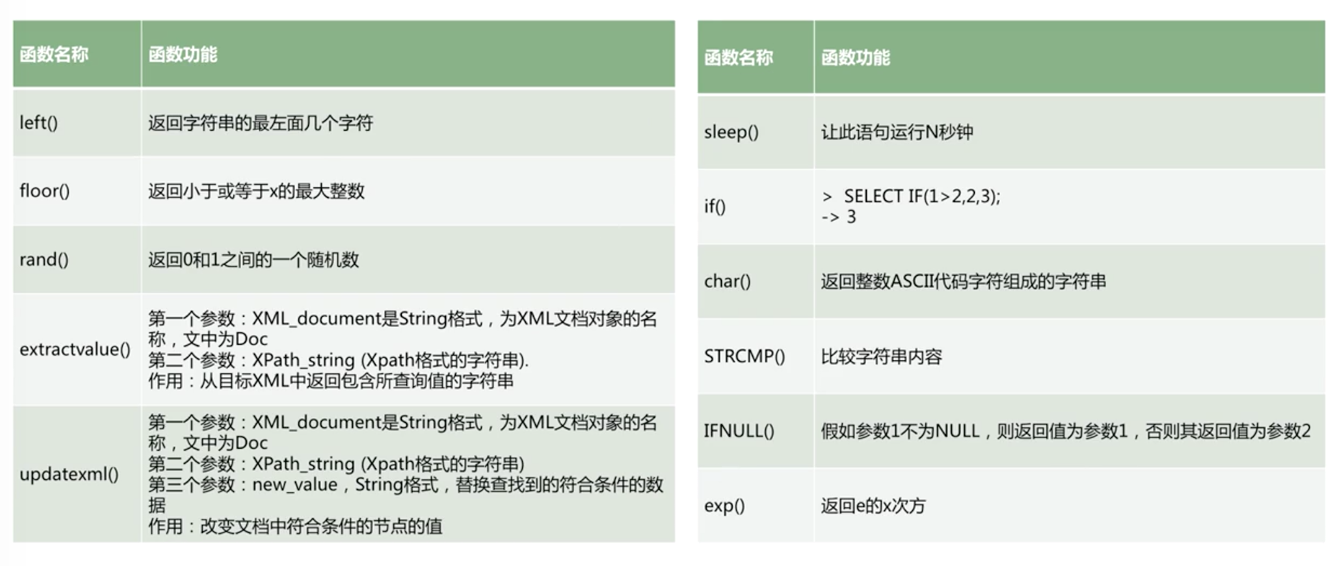 函数名称 函数功能
left() 返回字符串的最左面几个字符
floor() 返回小于或等于x的最大整数
rand() 返回0和1之间的一个随机数
extractvalue()
第一个参数：XML_document是String格式，为XML文档对象的名
称，文中为Doc
第二个参数：XPath_string (Xpath格式的字符串).
作用：从目标XML中返回包含所查询值的字符串
updatexml()
第一个参数：XML_document是String格式，为XML文档对象的名
称，文中为Doc
第二个参数：XPath_string (Xpath格式的字符串)
第三个参数：new_value，String格式，替换查找到的符合条件的数
据
作用：改变文档中符合条件的节点的值
函数名称 函数功能
sleep() 让此语句运行N秒钟
if()
> SELECT IF(1>2,2,3);
-> 3
char() 返回整数ASCII代码字符组成的字符串
STRCMP() 比较字符串内容
IFNULL() 假如参数1不为NULL，则返回值为参数1，否则其返回值为参数2
exp() 返回e的x次方